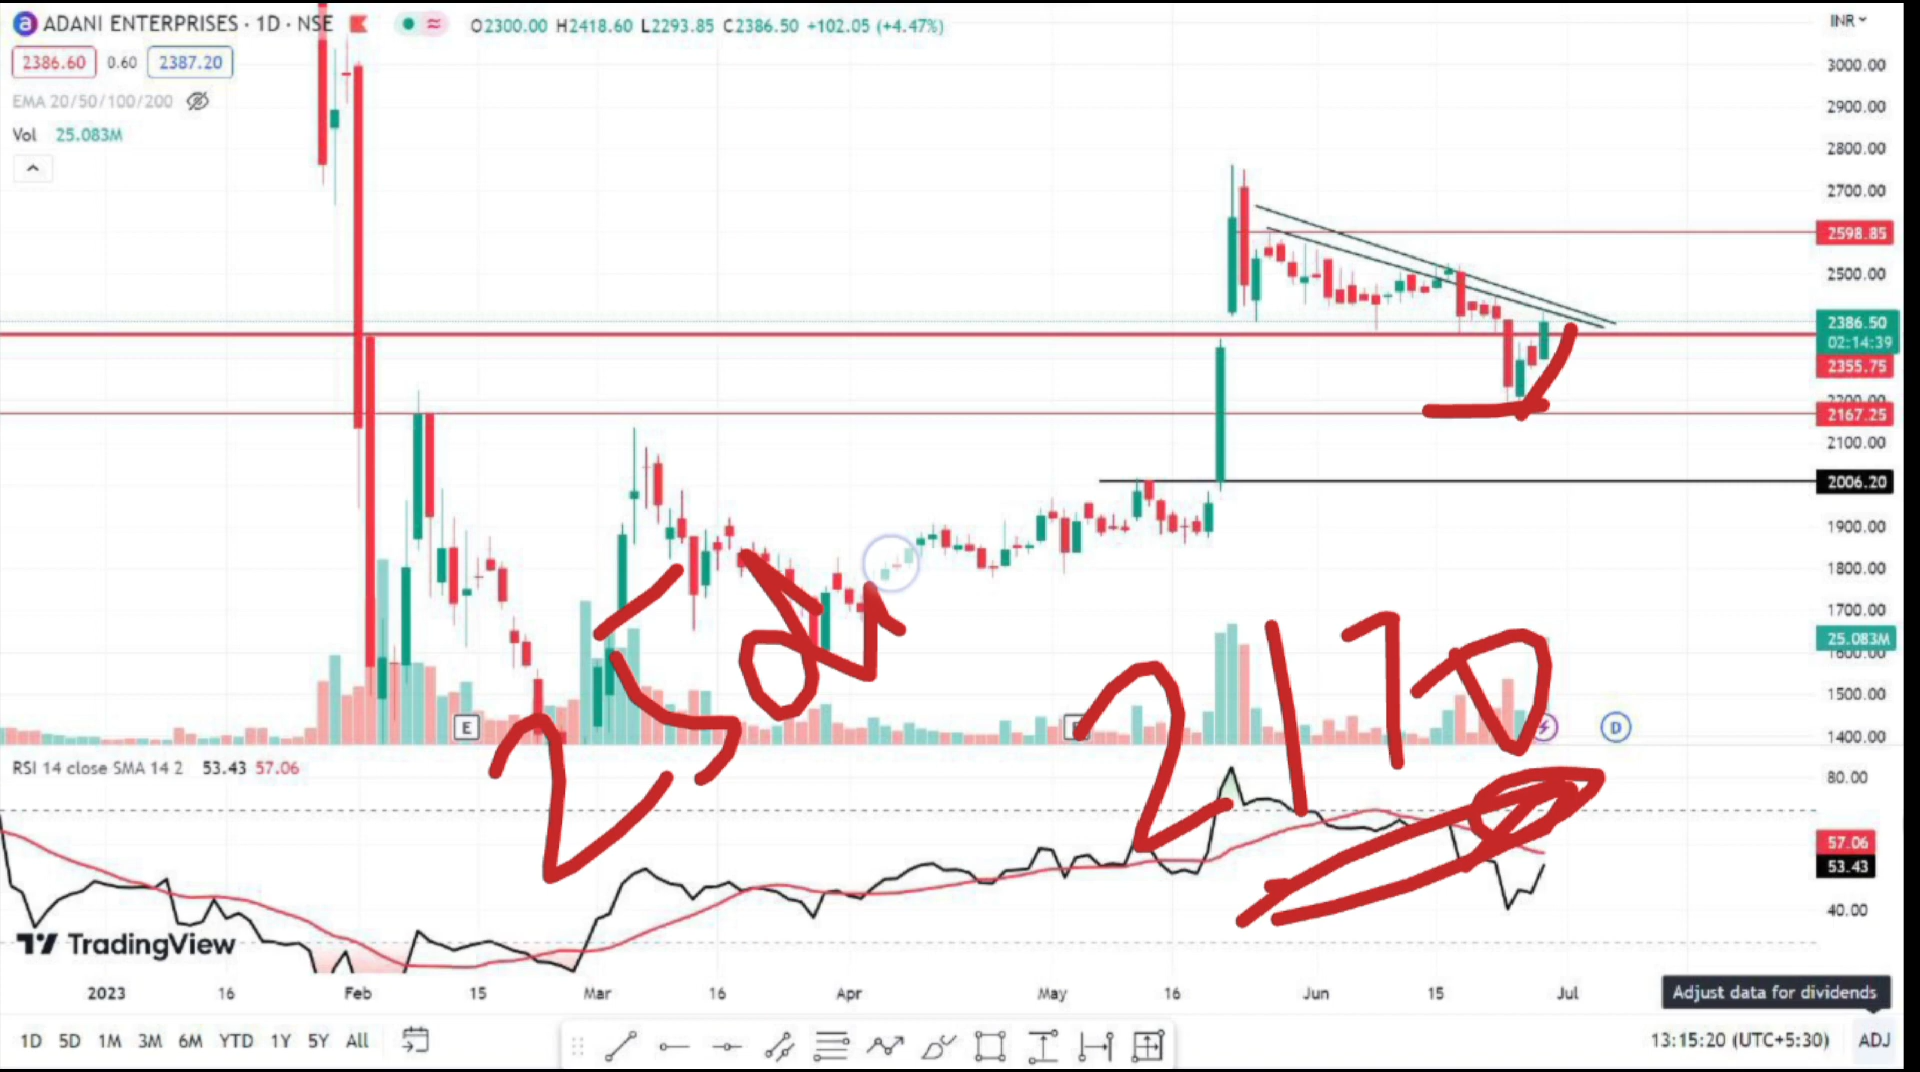 ADANI ENTERPRISES · 1D · NSE O2300.00 H2418.60 L2293.85 C2386.50 +102.05 (+4.47%)
INR
2386.60 0.60 2387.20
EMA 20/50/100/200
Vol 25.083M
3000.00
2900.00
2800.00
2700.00
2598.85
2500.00
2386.50
02:14:39
2355.75
2200.00
2167.25
2100.00
2006.20
1900.00
1800.00
1700.00
25.083M
1600.00
1500.00
1400.00
E
D
2170
RSI 14 close SMA 14 2 53.43 57.06
80.00
57.06
53.43
40.00
TradingView
2023 16 Feb 15 Mar 16 Apr May 16 Jun 15 Jul
Adjust data for dividends
1D 5D 1M 3M 6M YTD 1Y 5Y All
13:15:20 (UTC+5:30) ADJ